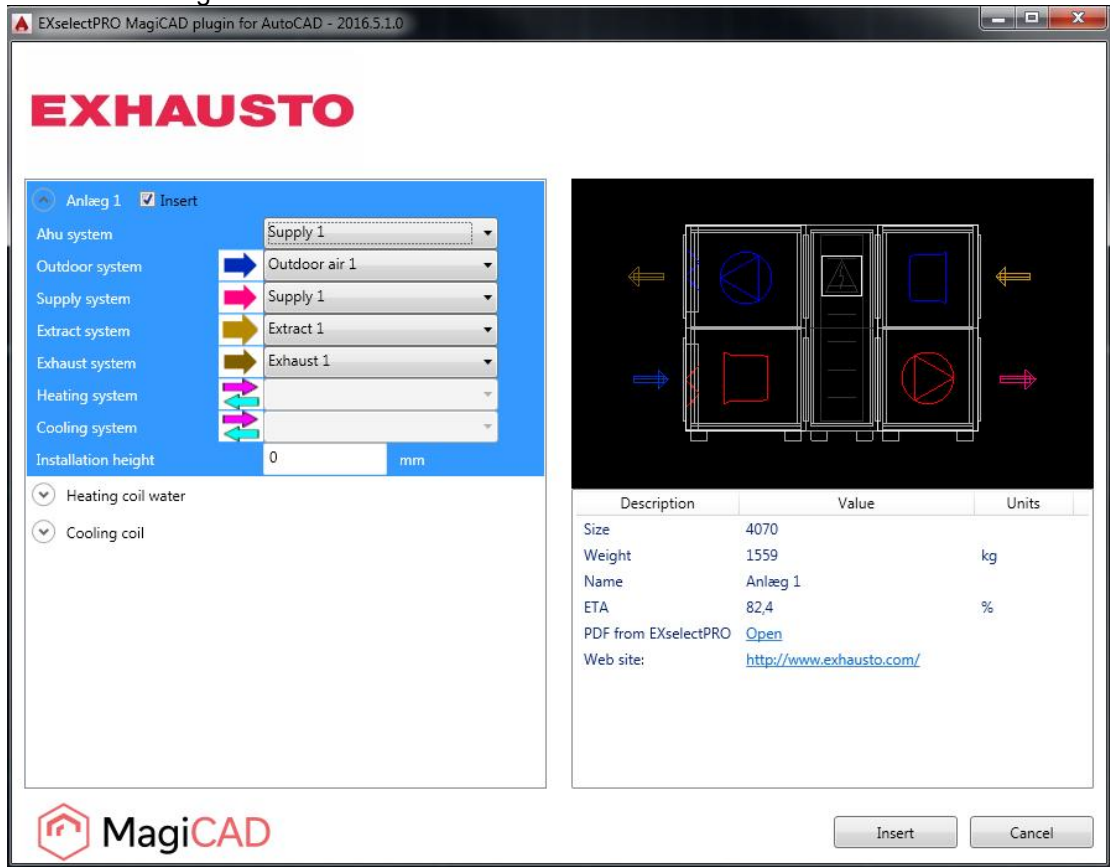 EXselectPRO MagiCAD plugin for AutoCAD - 2016.5.1.0
EXHAUSTO
Anlæg 1 Insert
Ahu system Supply 1
Outdoor system Outdoor air 1
Supply system Supply 1
Extract system Extract 1
Exhaust system Exhaust 1
Heating system
Cooling system
Installation height 0 mm
Heating coil water
Cooling coil
Description Value Units
Size 4070
Weight 1559 kg
Name Anlæg 1
ETA 82,4 %
PDF from EXselectPRO Open
Web site: http://www.exhausto.com/
MagiCAD
Insert Cancel